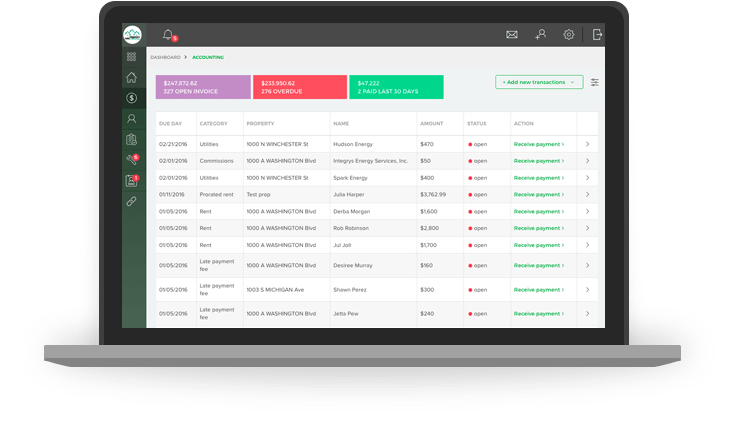 5
DASHBOARD > ACCOUNTING
$247,872.62
327 OPEN INVOICE
$233,950.62
276 OVERDUE
$47,222
2 PAID LAST 30 DAYS
+ Add new transactions
DUE DAY CATEGORY PROPERTY NAME AMOUNT STATUS ACTION
02/21/2016 Utilities 1000 N WINCHESTER St Hudson Energy $470 open Receive payment >
02/01/2016 Commissions 1000 A WASHINGTON Blvd Integrys Energy Services, Inc. $50 open Receive payment >
02/01/2016 Utilities 1000 N WINCHESTER St Spark Energy $400 open Receive payment >
01/11/2016 Prorated rent Test prop Julia Harper $3,762.99 open Receive payment >
01/05/2016 Rent 1000 A WASHINGTON Blvd Derba Morgan $1,600 open Receive payment >
01/05/2016 Rent 1000 A WASHINGTON Blvd Rob Robinson $2,800 open Receive payment >
01/05/2016 Rent 1000 A WASHINGTON Blvd Jul Joll $1,700 open Receive payment >
01/05/2016 Late payment fee 1000 A WASHINGTON Blvd Desiree Murray $160 open Receive payment >
01/05/2016 Late payment fee 1003 S MICHIGAN Ave Shawn Perez $300 open Receive payment >
01/05/2016 Late payment fee 1000 A WASHINGTON Blvd Jetta Pew $240 open Receive payment >